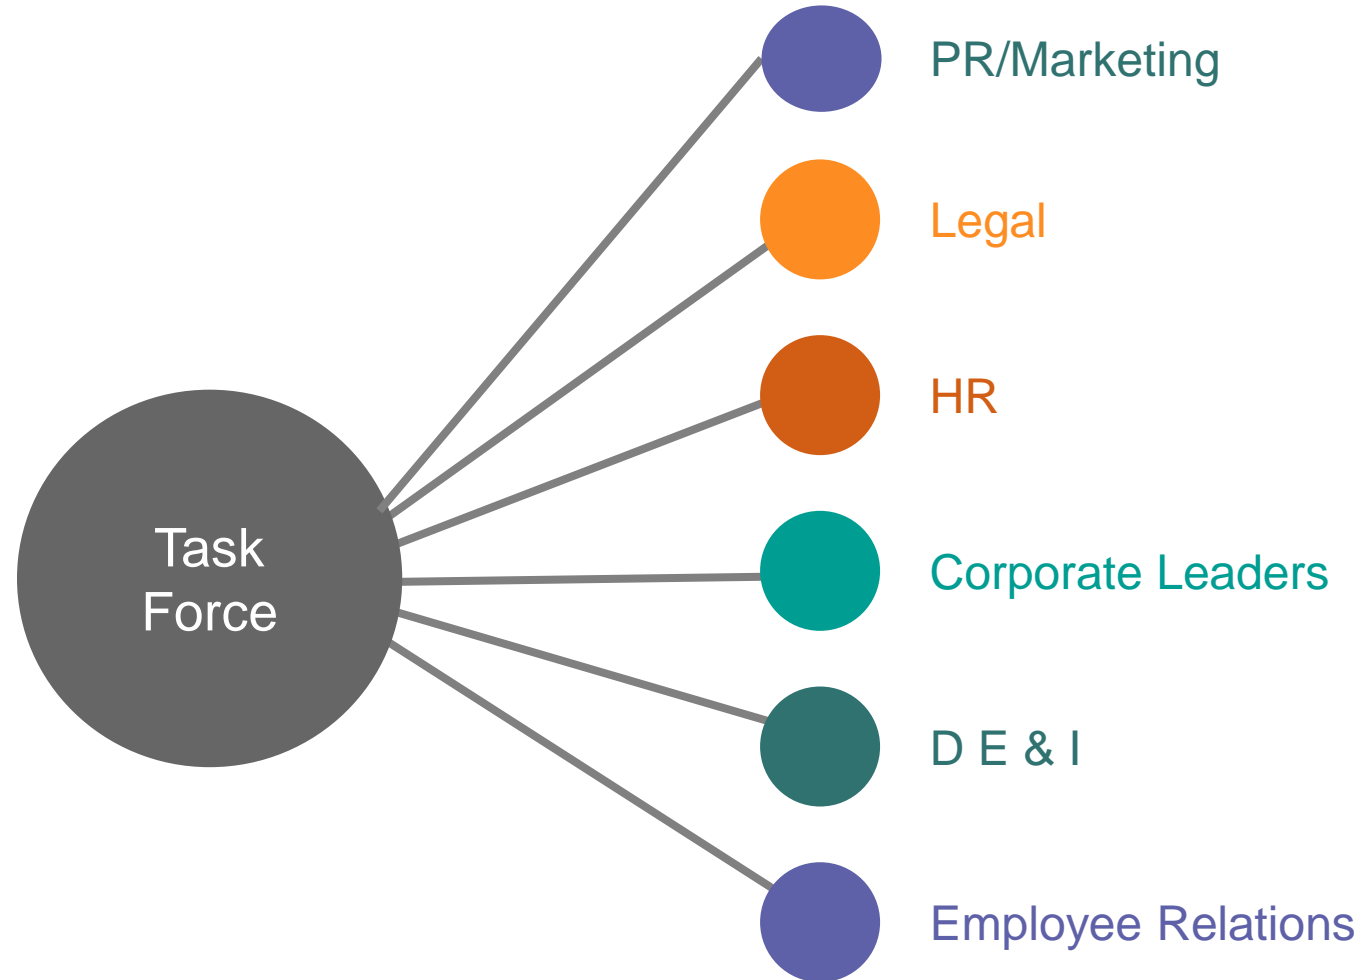 PR/Marketing
Legal
HR
Task
Force
Corporate Leaders
D E & I
Employee Relations